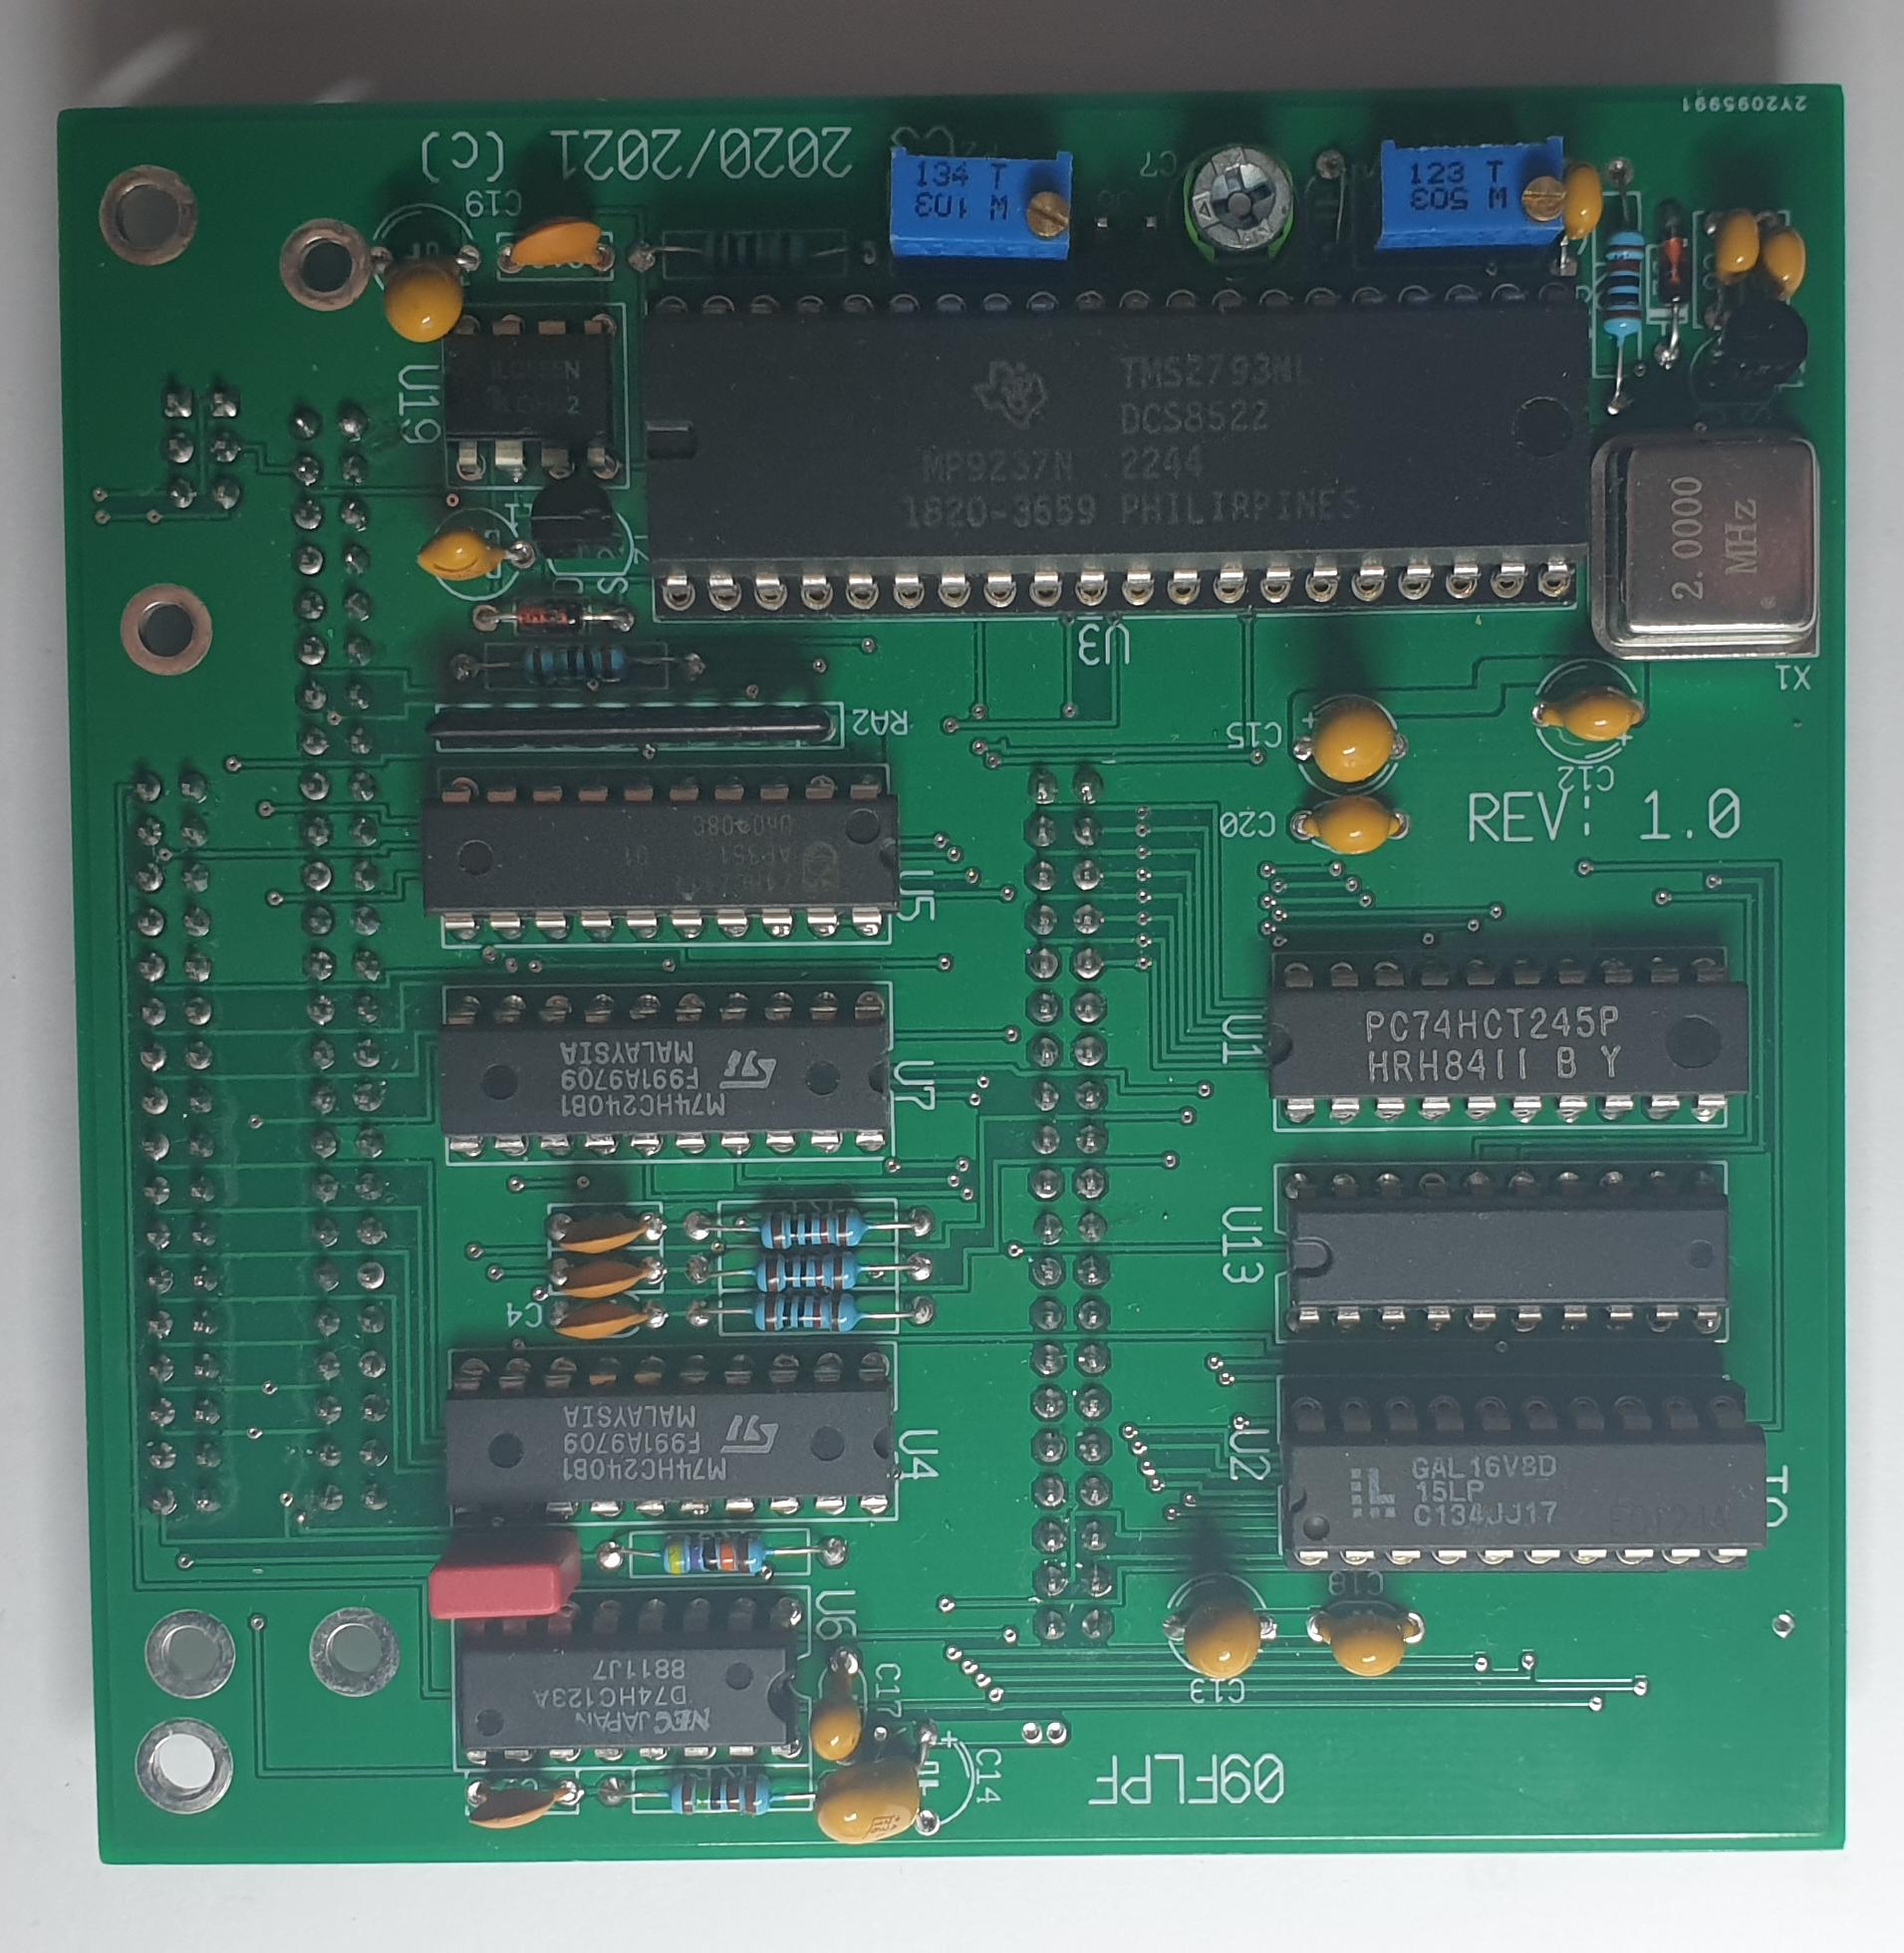 2Y2095991
2020/2021 (c)
134 T
W 103
123 T
W 503
C7
C19
U19
TMS2793NL
DCS8522
MP9237N 2244
1820-3659 PHILIPPINES
2.0000
MHz
X1
U3
RA2
C15
C12
C20
REV: 1.0
U5
PC74HCT245P
HRH8411 B Y
U1
M74HC240B1
F991A9709
MALAYSIA
U7
U13
C4
M74HC240B1
F991A9709
MALAYSIA
U4
GAL16V8D
15LP
C134JJ17
U2
C18
U6
NEC JAPAN
D74HC123A
8811J7
C17
C13
C14
09FLPF